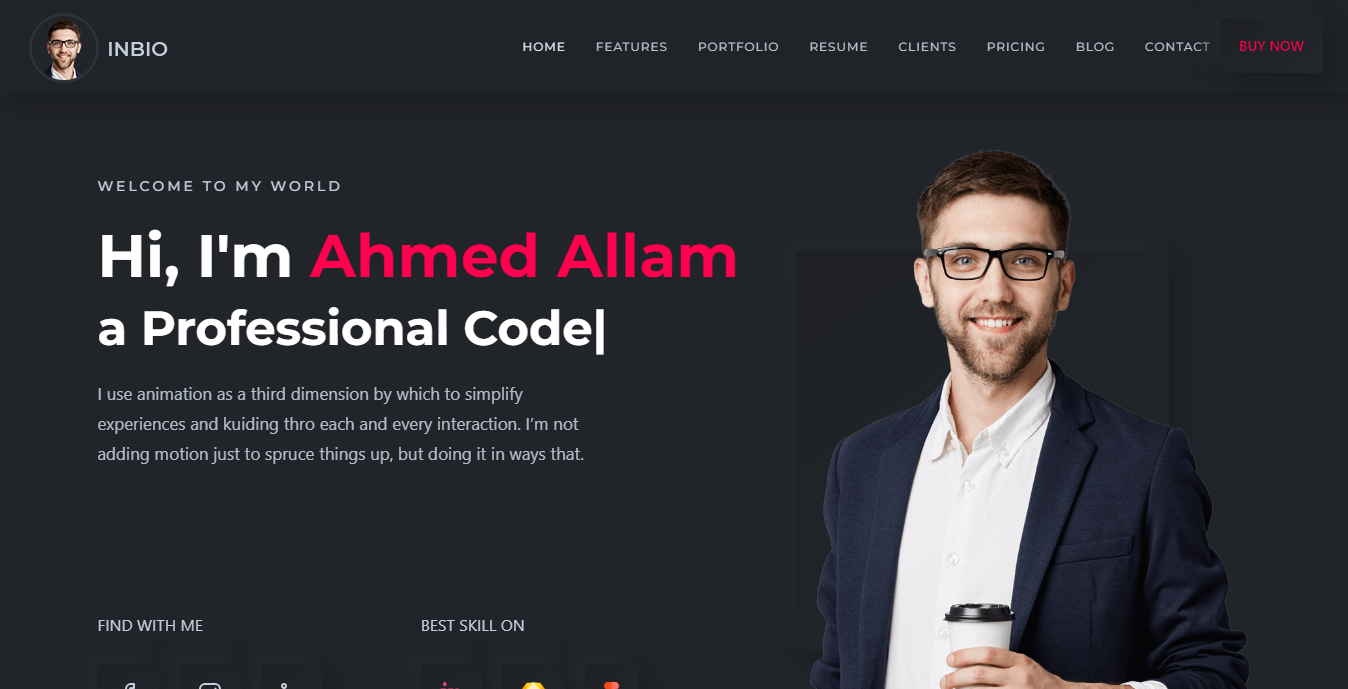 INBIO
HOME FEATURES PORTFOLIO RESUME CLIENTS PRICING BLOG CONTACT BUY NOW
WELCOME TO MY WORLD
Hi, I'm Ahmed Allam
a Professional Code|
I use animation as a third dimension by which to simplify
experiences and kuiding thro each and every interaction. I’m not
adding motion just to spruce things up, but doing it in ways that.
FIND WITH ME
BEST SKILL ON